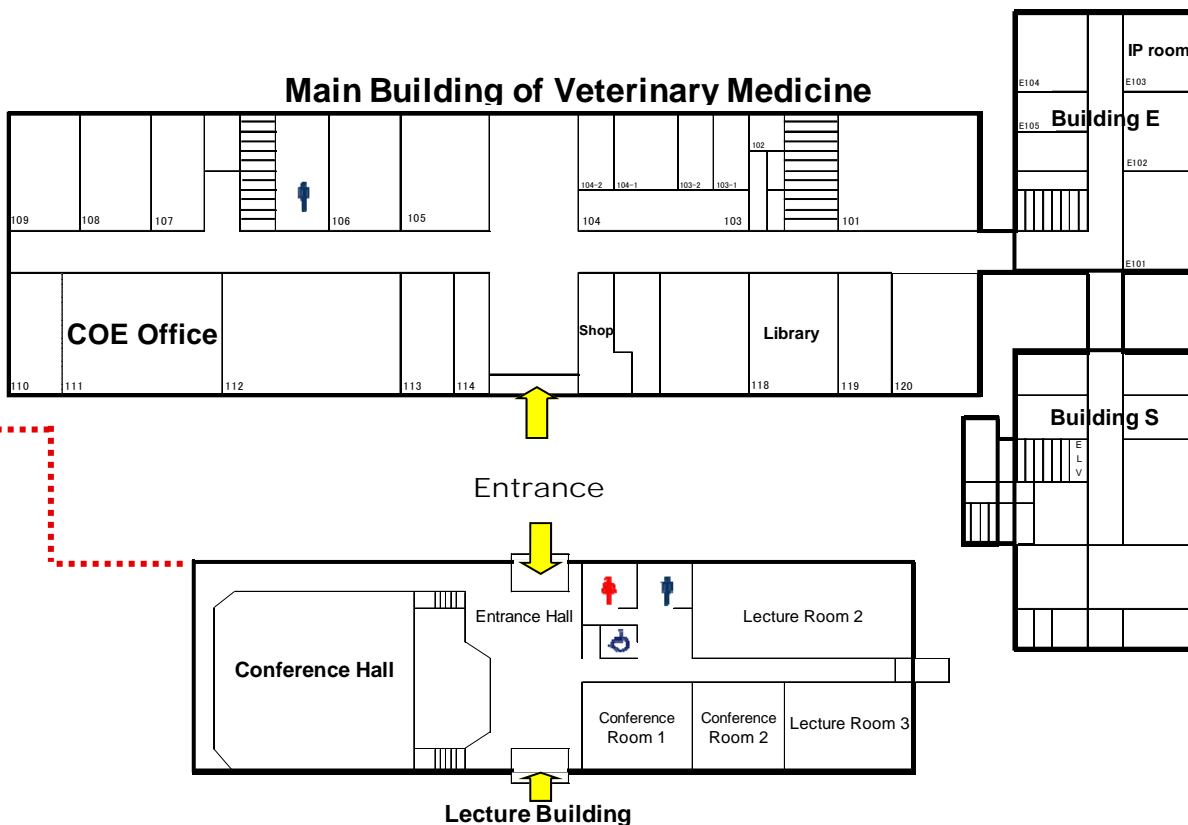 Main Building of Veterinary Medicine
IP room
E104
E103
Building E
E105
E102
E101
102
104-2
104-1
103-2
103-1
109
108
107
106
105
104
103
101
COE Office
Shop
Library
110
111
112
113
114
118
119
120
Building S
E
L
V
Entrance
Entrance Hall
Lecture Room 2
Conference Hall
Conference
Room 1
Conference
Room 2
Lecture Room 3
Lecture Building